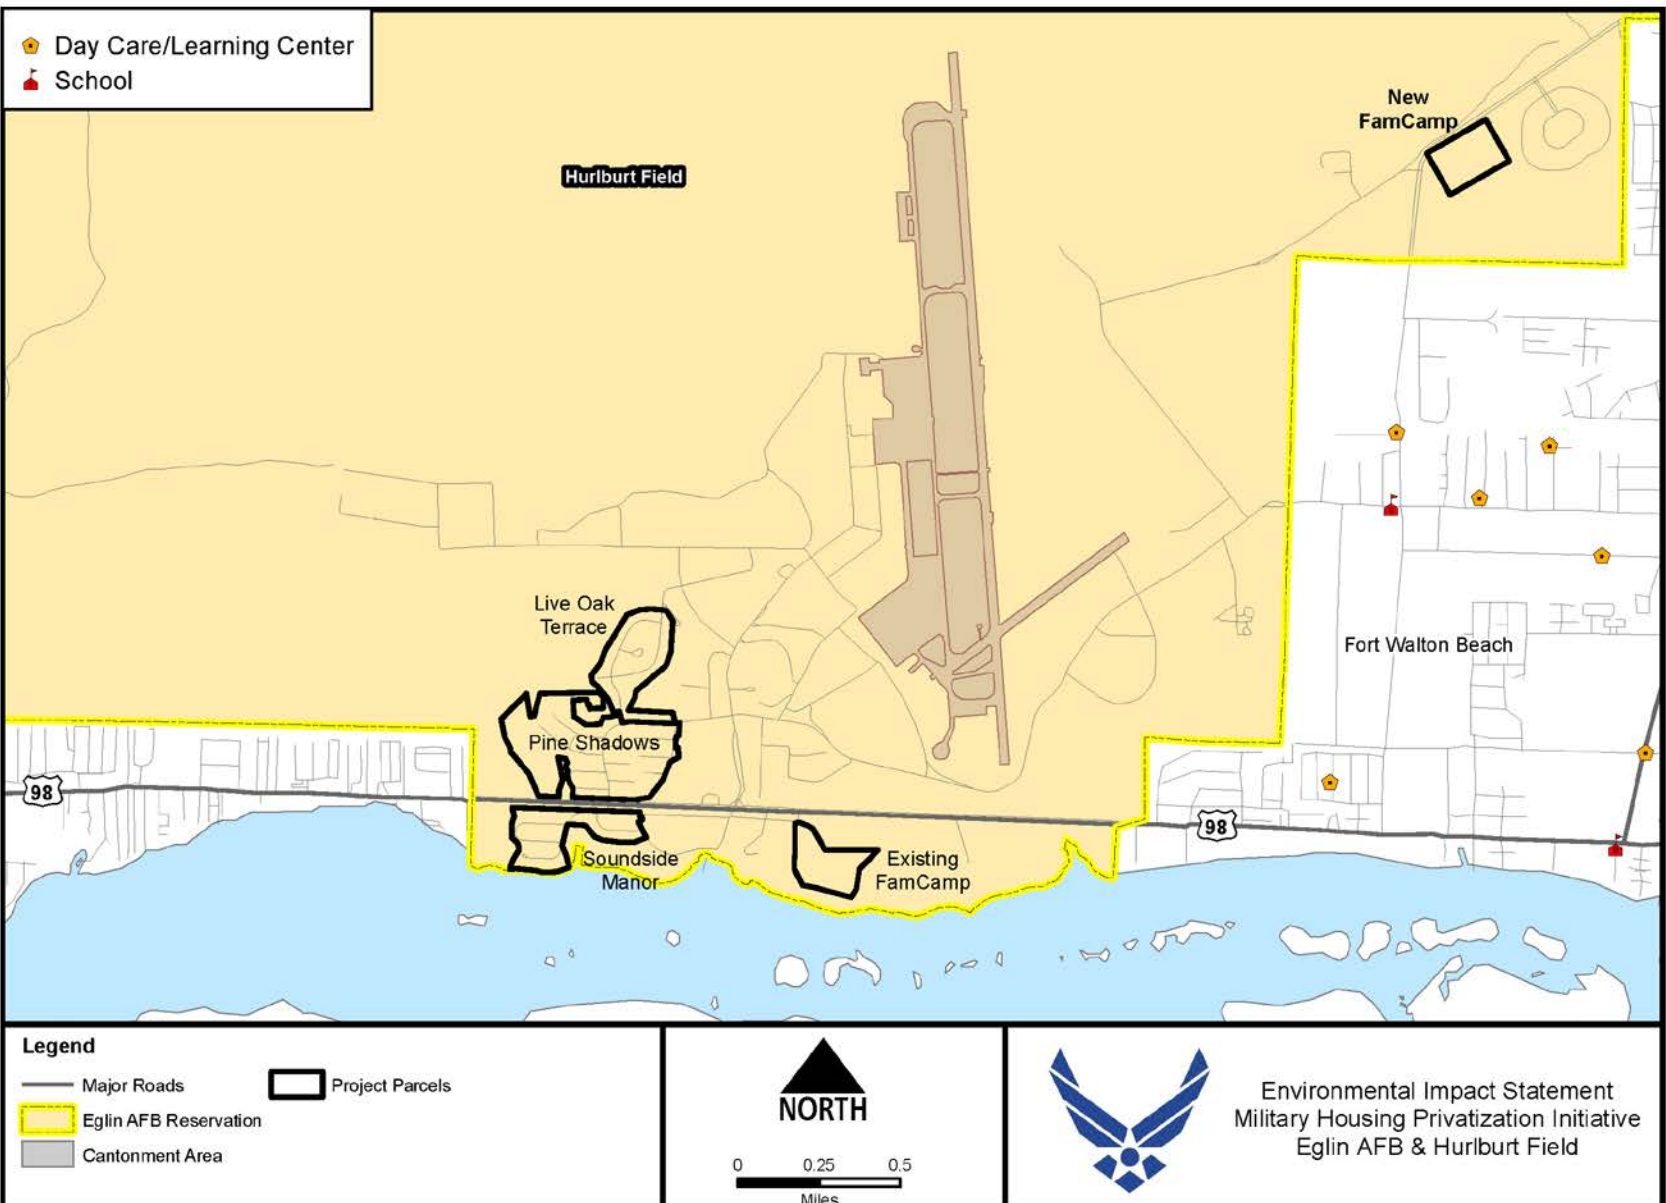 Day Care/Learning Center
School
New
FamCamp
Hurlburt Field
Live Oak
Terrace
Fort Walton Beach
Pine Shadows
98
98
Soundside
Manor
Existing
FamCamp
Legend
Major Roads
Project Parcels
Eglin AFB Reservation
Cantonment Area
NORTH
0 0.25 0.5
Miles
Environmental Impact Statement
Military Housing Privatization Initiative
Eglin AFB & Hurlburt Field